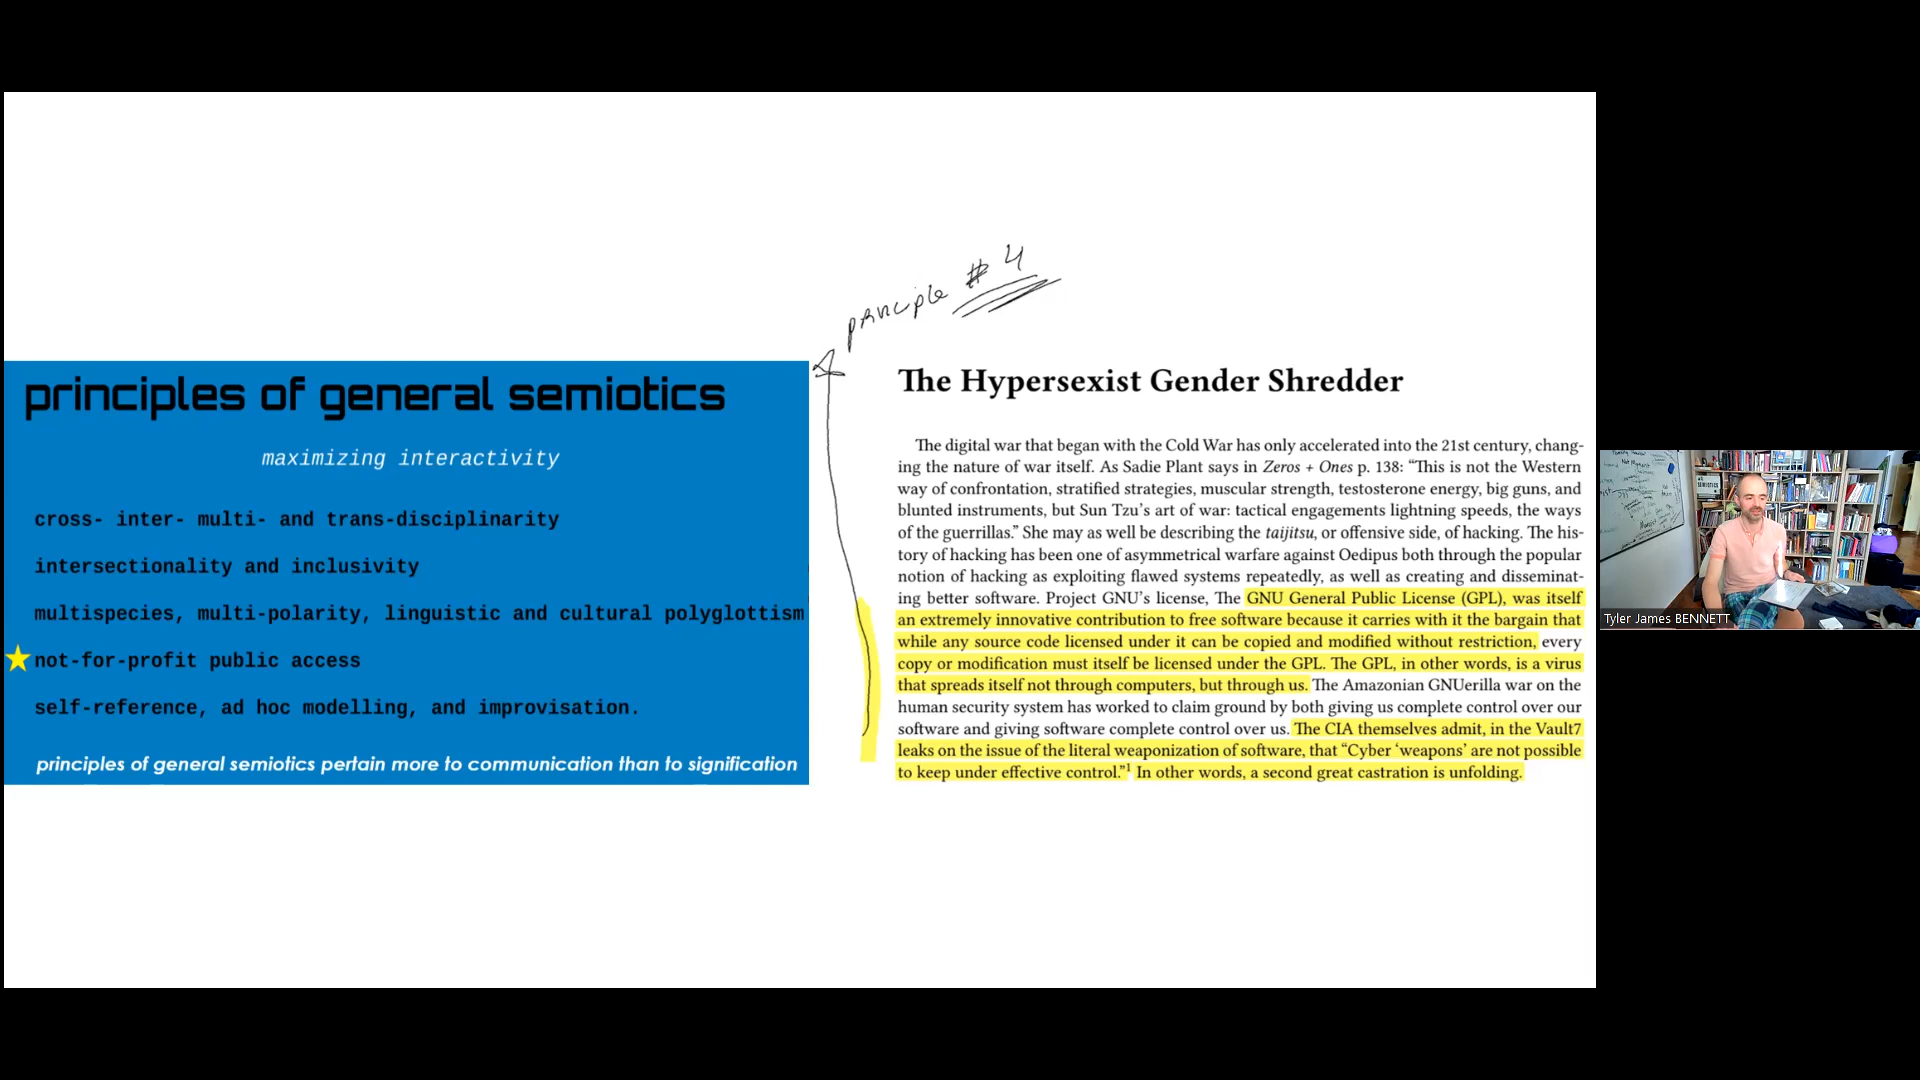 principle # 4
principles of general semiotics
maximizing interactivity
cross- inter- multi- and trans-disciplinarity
intersectionality and inclusivity
multispecies, multi-polarity, linguistic and cultural polyglottism
not-for-profit public access
self-reference, ad hoc modelling, and improvisation.
principles of general semiotics pertain more to communication than to signification
The Hypersexist Gender Shredder
The digital war that began with the Cold War has only accelerated into the 21st century, chang-
ing the nature of war itself. As Sadie Plant says in Zeros + Ones p. 138: “This is not the Western
way of confrontation, stratified strategies, muscular strength, testosterone energy, big guns, and
blunted instruments, but Sun Tzu’s art of war: tactical engagements lightning speeds, the ways
of the guerrillas.” She may as well be describing the taijitsu, or offensive side, of hacking. The his-
tory of hacking has been one of asymmetrical warfare against Oedipus both through the popular
notion of hacking as exploiting flawed systems repeatedly, as well as creating and disseminat-
ing better software. Project GNU’s license, The GNU General Public License (GPL), was itself
an extremely innovative contribution to free software because it carries with it the bargain that
while any source code licensed under it can be copied and modified without restriction, every
copy or modification must itself be licensed under the GPL. The GPL, in other words, is a virus
that spreads itself not through computers, but through us. The Amazonian GNUerilla war on the
human security system has worked to claim ground by both giving us complete control over our
software and giving software complete control over us. The CIA themselves admit, in the Vault7
leaks on the issue of the literal weaponization of software, that “Cyber ‘weapons’ are not possible
to keep under effective control.”1 In other words, a second great castration is unfolding.
Tyler James BENNETT